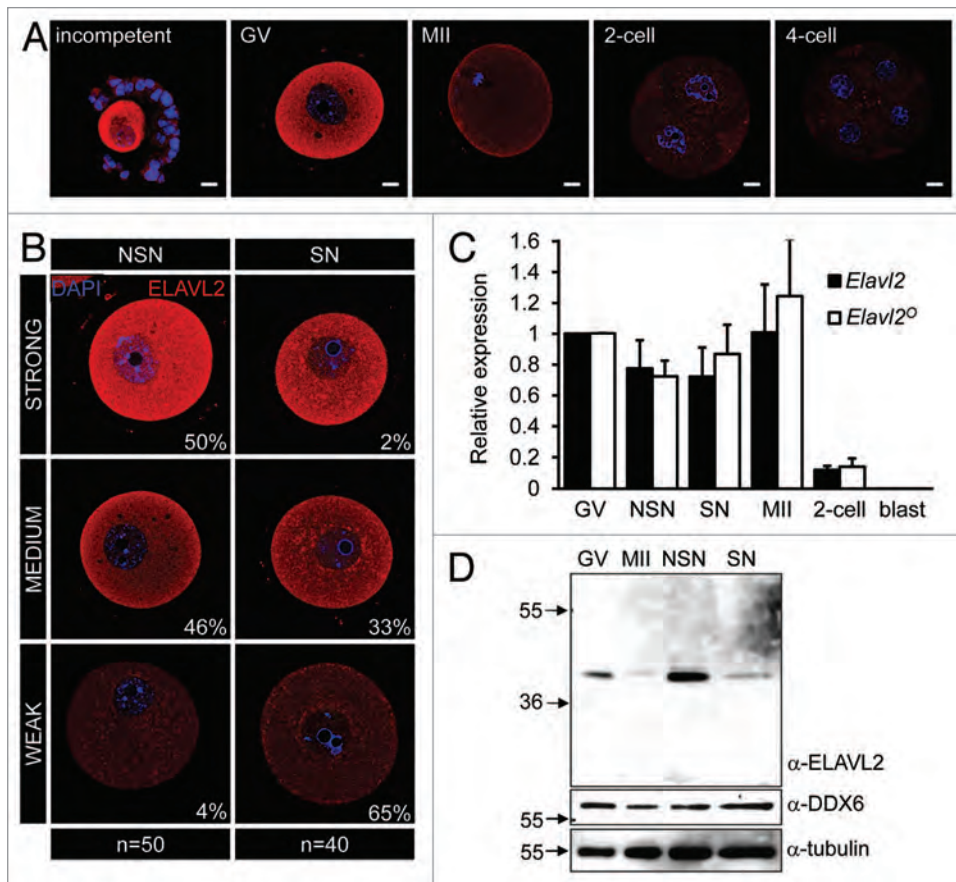 A
incompetent
GV
MII
2-cell
4-cell
B
NSN
SN
DAPI
ELAVL2
STRONG
50%
2%
MEDIUM
46%
33%
WEAK
4%
65%
n=50
n=40
C
Relative expression
1.6
1.4
1.2
1
0.8
0.6
0.4
0.2
0
Elavl2
Elavl2ᴼ
GV NSN SN MII 2-cell blast
D
GV MII NSN SN
55
36
α-ELAVL2
α-DDX6
55
55
α-tubulin